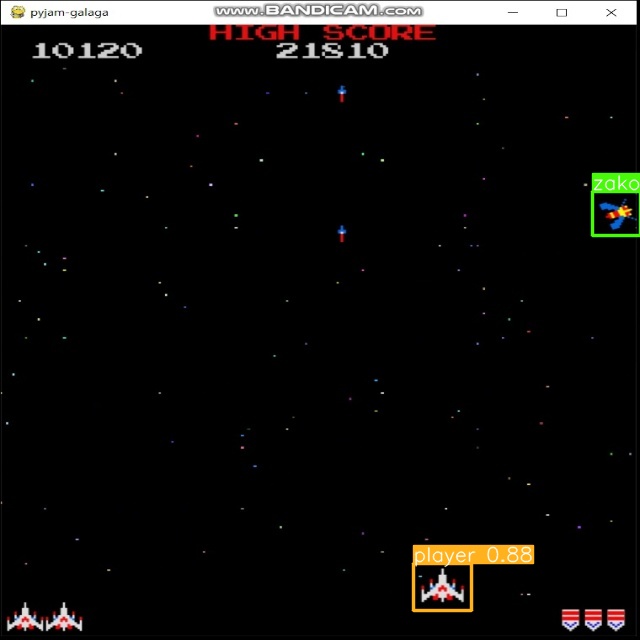 pyjam-galaga
www.BANDICAM.com
HIGH SCORE
10120 21810
zako
player 0.88